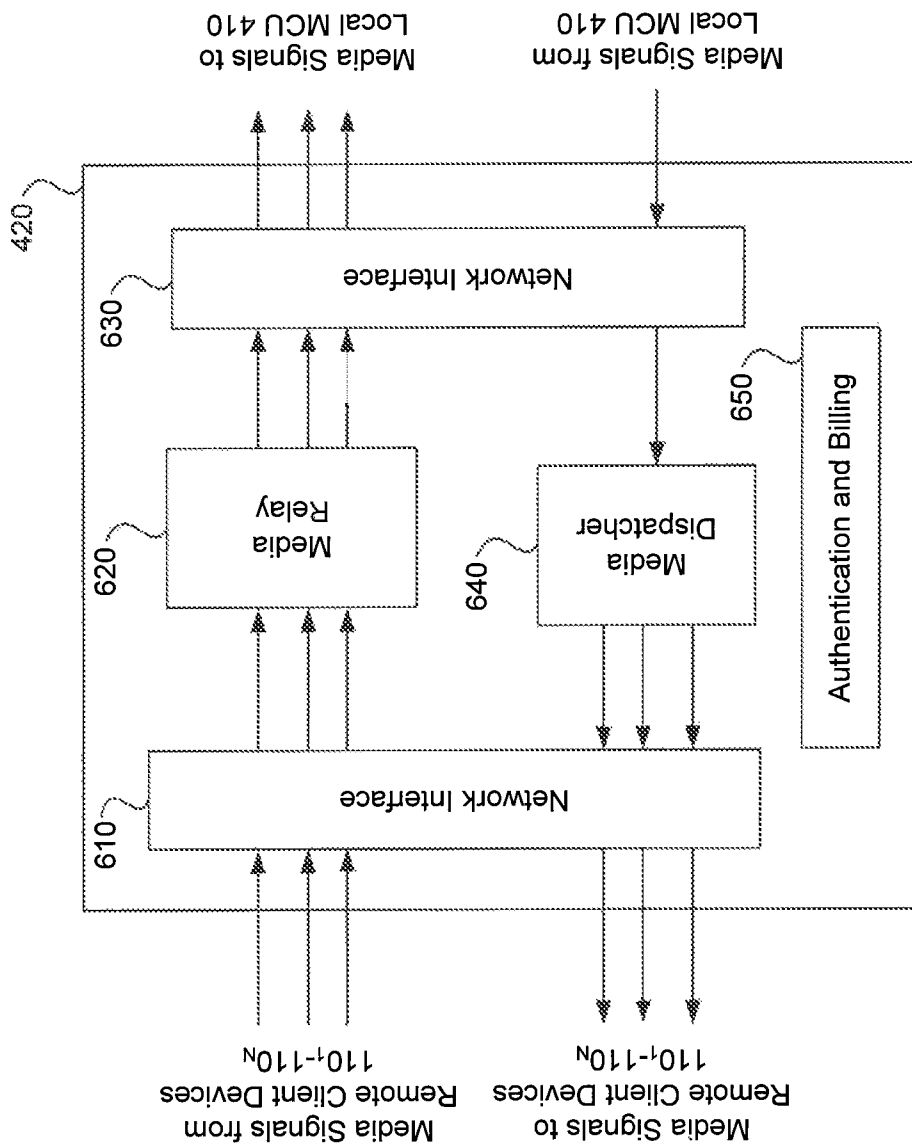 420
Media Signals from
Remote Client Devices
110₁-110ɴ
610
Network Interface
620
Media
Relay
630
Network Interface
Media Signals to
Local MCU 410
Media Signals to
Remote Client Devices
110₁-110ɴ
640
Media
Dispatcher
Media Signals from
Local MCU 410
650
Authentication and Billing